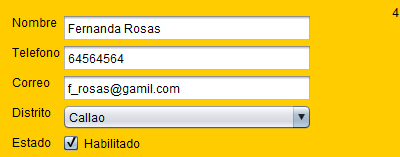 4
Nombre Fernanda Rosas
Telefono 64564564
Correo f_rosas@gamil.com
Distrito Callao
Estado Habilitado